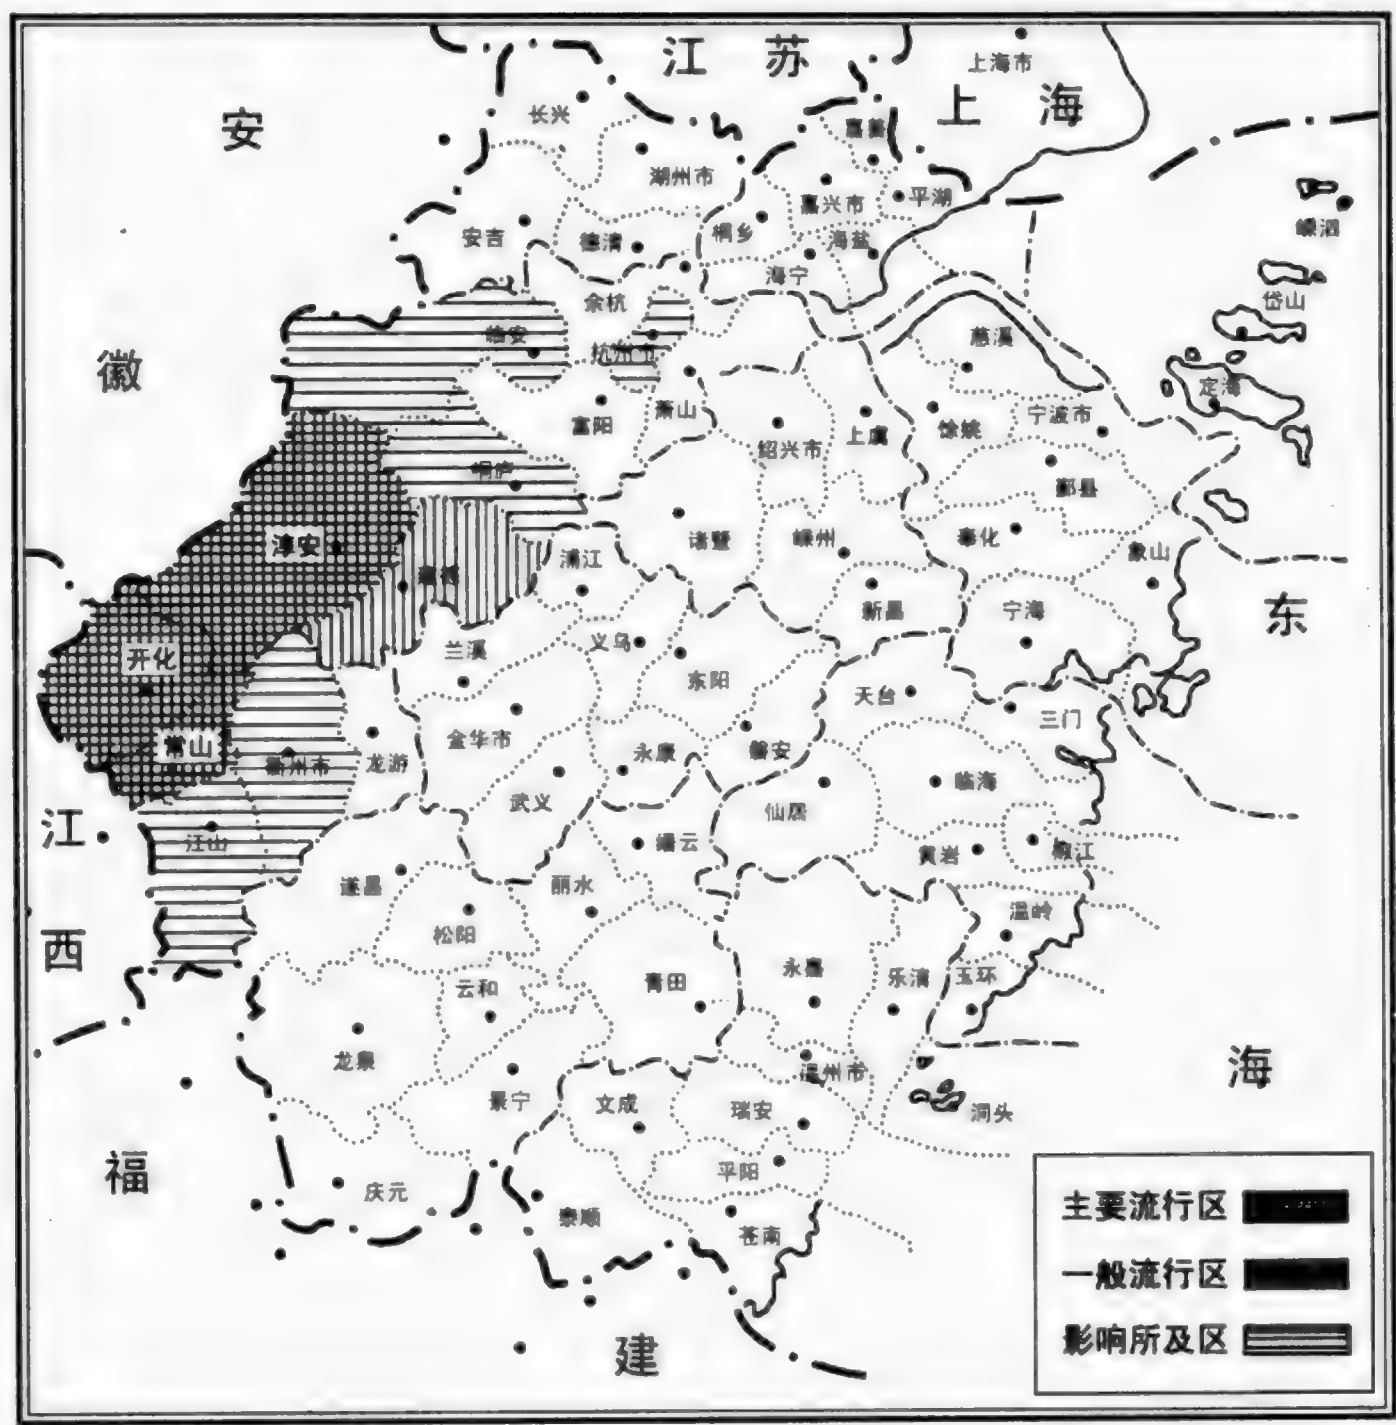 江 苏
上海市
上 海
安
长兴
嘉善
湖州市
嘉兴市
平湖
安吉
德清
桐乡
海盐
嵊泗
海宁
余杭
岱山
临安
杭州市
慈溪
徽
定海
富阳
萧山
绍兴市
上虞
馀姚
宁波市
桐庐
鄞县
淳安
浦江
诸暨
嵊州
奉化
象山
建德
新昌
宁海
东
开化
兰溪
义乌
东阳
天台
三门
常山
衢州市
龙游
金华市
永康
磐安
武义
仙居
临海
江
江山
缙云
黄岩
椒江
遂昌
丽水
松阳
温岭
西
云和
青田
永嘉
乐清
玉环
龙泉
景宁
文成
温州市
瑞安
洞头
海
福
庆元
平阳
泰顺
苍南
建
主要流行区
一般流行区
影响所及区